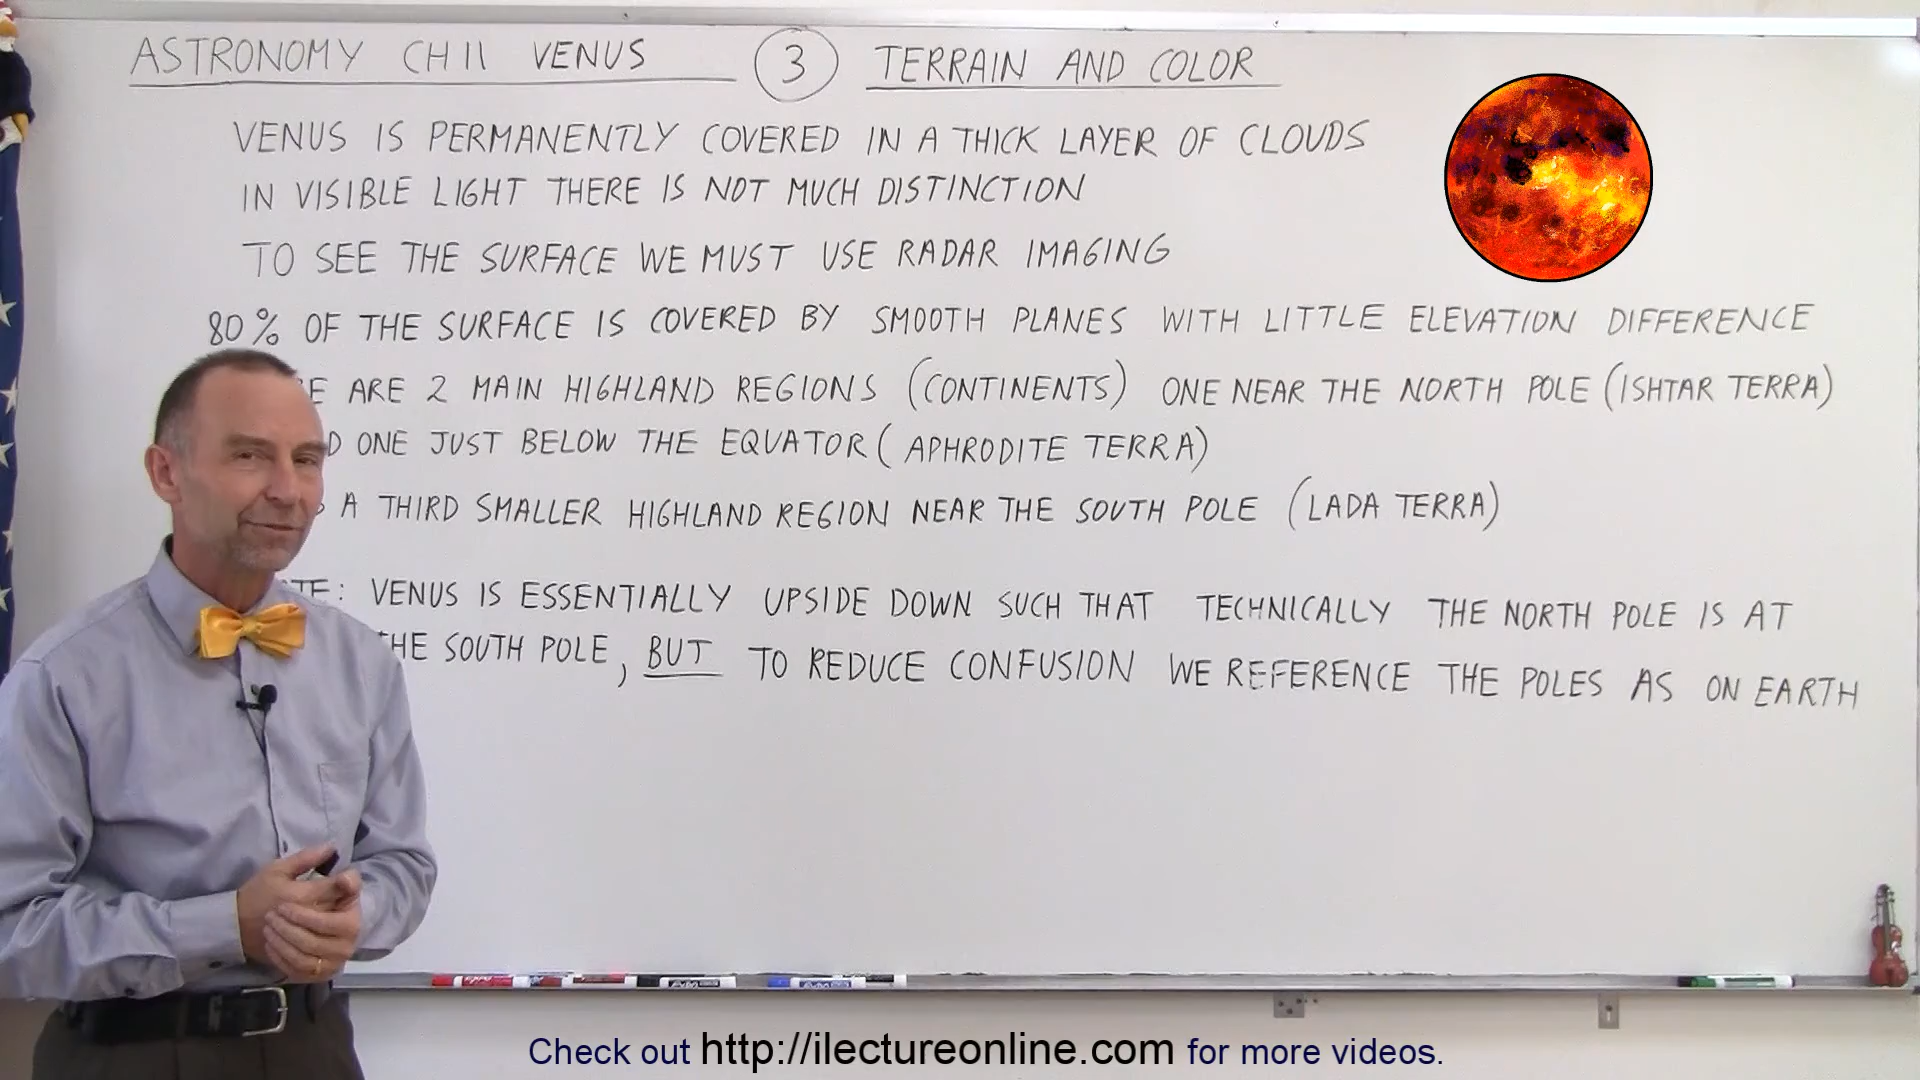 ASTRONOMY CH 11 VENUS 3 TERRAIN AND COLOR
VENUS IS PERMANENTLY COVERED IN A THICK LAYER OF CLOUDS
IN VISIBLE LIGHT THERE IS NOT MUCH DISTINCTION
TO SEE THE SURFACE WE MUST USE RADAR IMAGING
80% OF THE SURFACE IS COVERED BY SMOOTH PLANES WITH LITTLE ELEVATION DIFFERENCE
ARE 2 MAIN HIGHLAND REGIONS (CONTINENTS) ONE NEAR THE NORTH POLE (ISHTAR TERRA)
ONE JUST BELOW THE EQUATOR (APHRODITE TERRA)
A THIRD SMALLER HIGHLAND REGION NEAR THE SOUTH POLE (LADA TERRA)
VENUS IS ESSENTIALLY UPSIDE DOWN SUCH THAT TECHNICALLY THE NORTH POLE IS AT
SOUTH POLE, BUT TO REDUCE CONFUSION WE REFERENCE THE POLES AS ON EARTH
Check out http://ilectureonline.com for more videos.